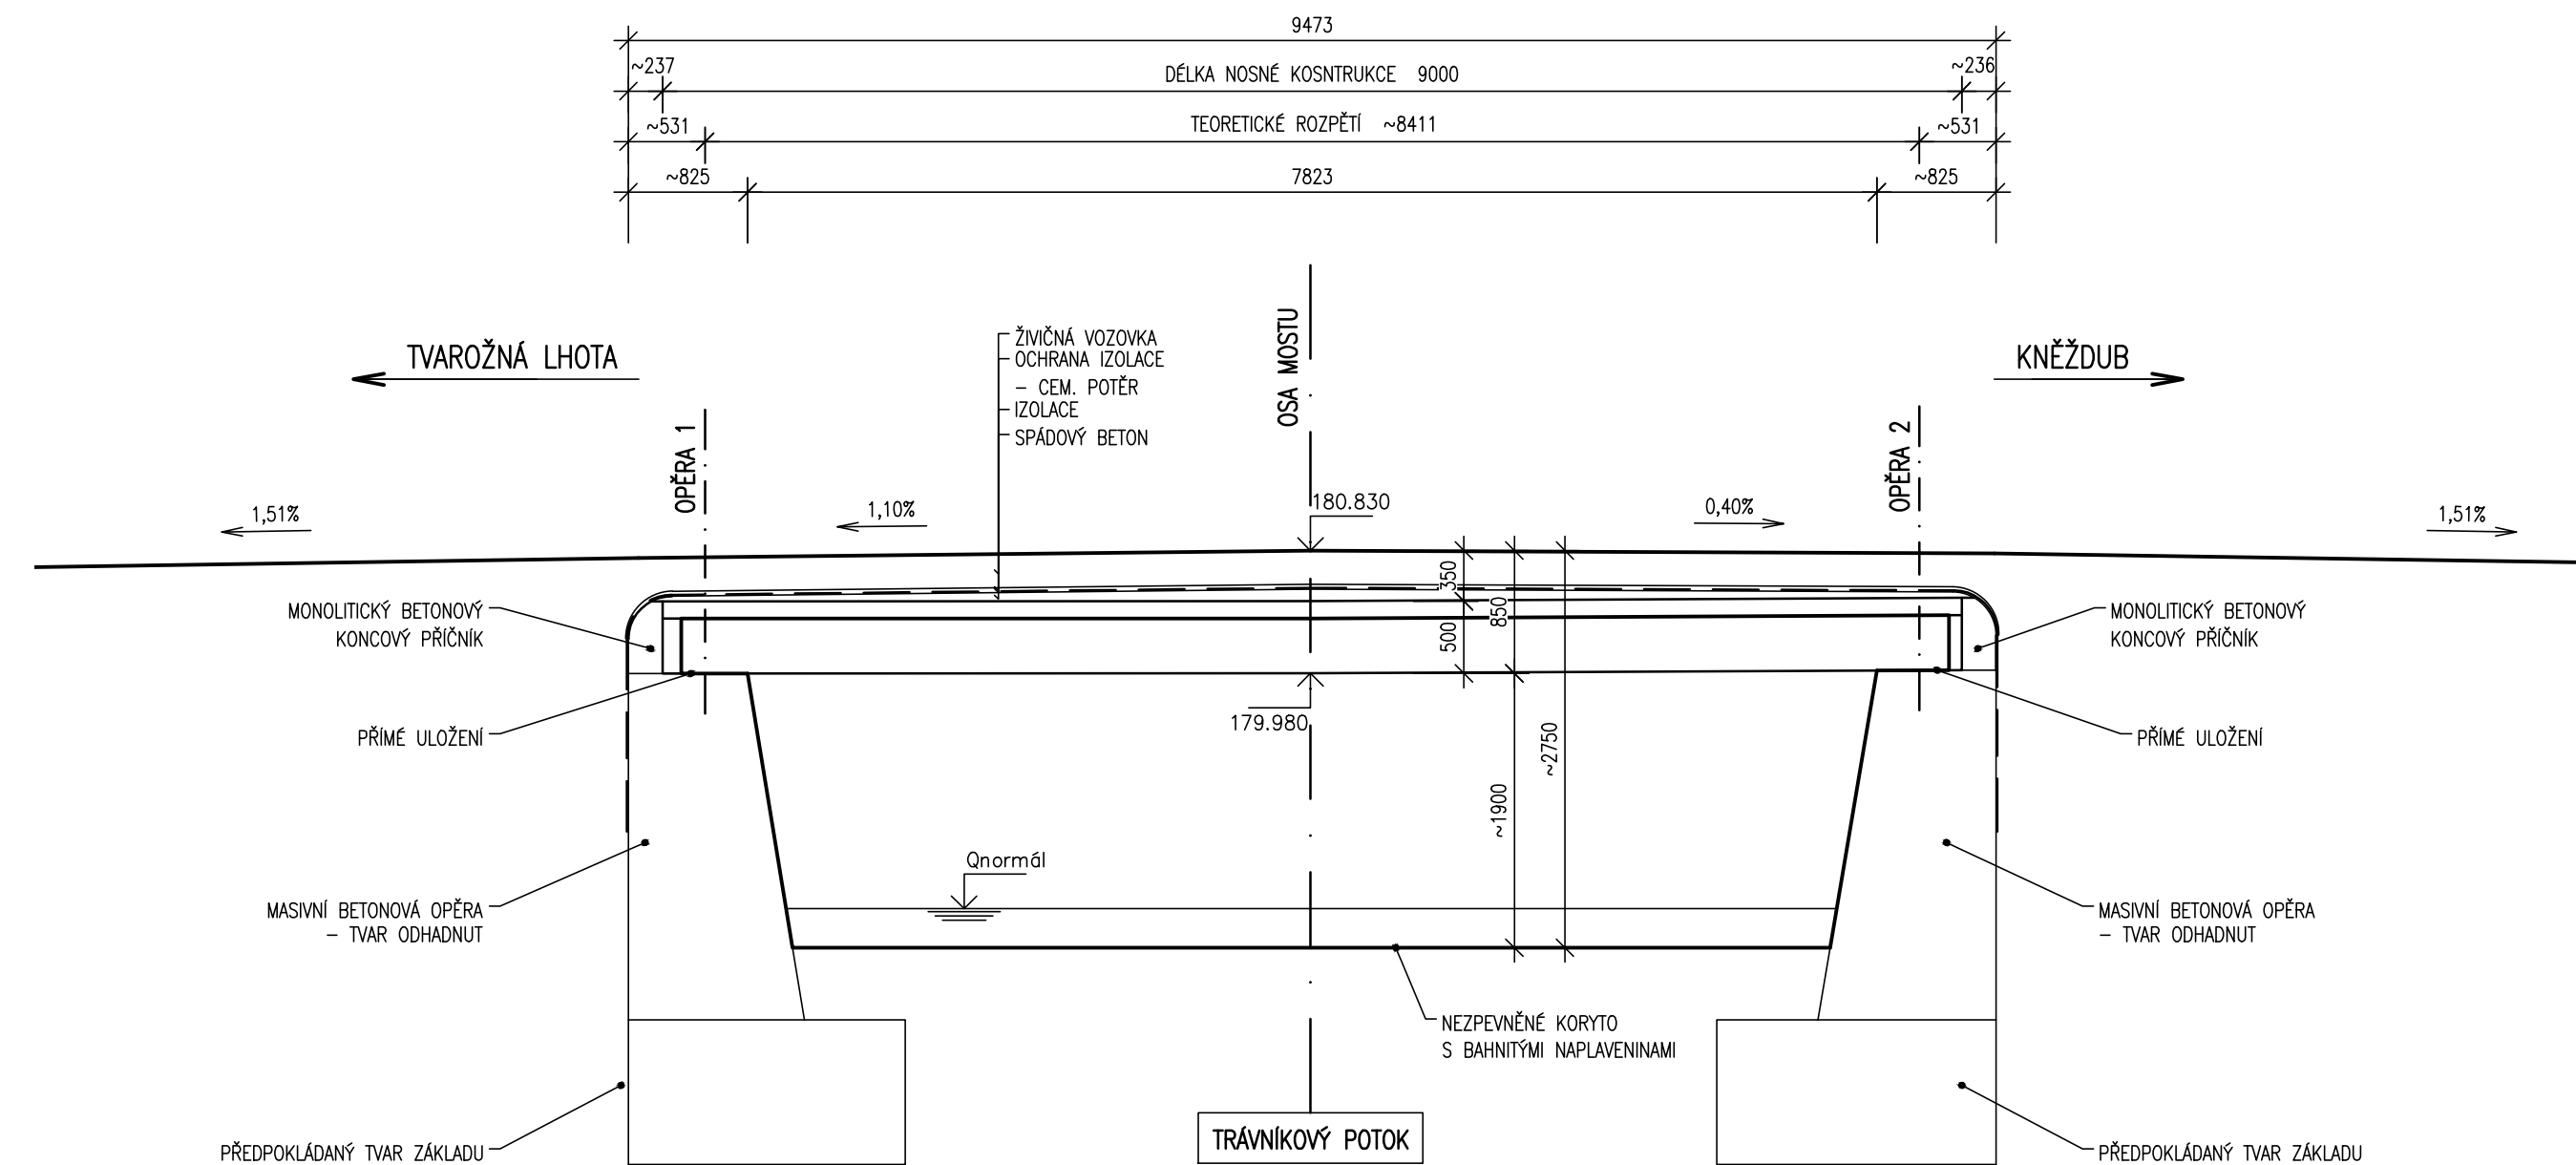 9473
~237
DÉLKA NOSNÉ KOSNTRUKCE 9000
~236
~531
TEORETICKÉ ROZPĚTÍ ~8411
~531
~825
7823
~825
TVAROŽNÁ LHOTA
KNĚŽDUB
OSA MOSTU
ŽIVIČNÁ VOZOVKA
OCHRANA IZOLACE
– CEM. POTĚR
IZOLACE
SPÁDOVÝ BETON
OPĚRA 1
OPĚRA 2
1,51%
1,10%
180.830
0,40%
1,51%
350
850
500
MONOLITICKÝ BETONOVÝ
KONCOVÝ PŘÍČNÍK
MONOLITICKÝ BETONOVÝ
KONCOVÝ PŘÍČNÍK
179.980
PŘÍMÉ ULOŽENÍ
PŘÍMÉ ULOŽENÍ
~2750
~1900
Qnormál
MASIVNÍ BETONOVÁ OPĚRA
– TVAR ODHADNUT
MASIVNÍ BETONOVÁ OPĚRA
– TVAR ODHADNUT
NEZPEVNĚNÉ KORYTO
S BAHNITÝMI NAPLAVENINAMI
TRÁVNÍKOVÝ POTOK
PŘEDPOKLÁDANÝ TVAR ZÁKLADU
PŘEDPOKLÁDANÝ TVAR ZÁKLADU